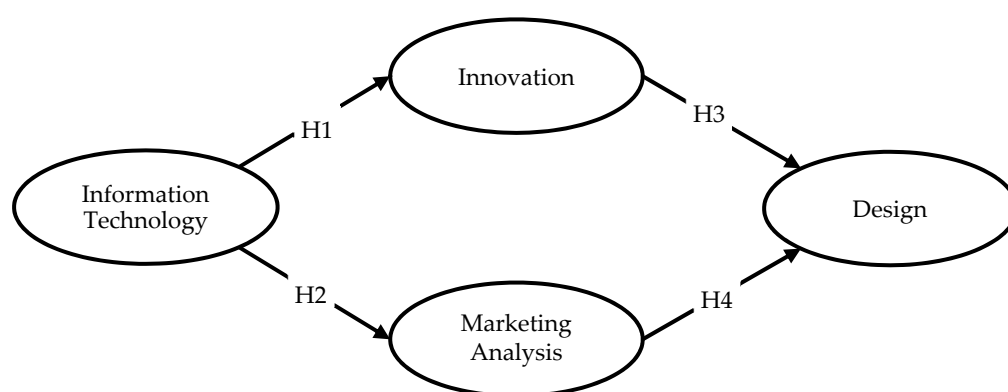 Innovation
H1
H3
Information
Technology
Design
H2
H4
Marketing
Analysis